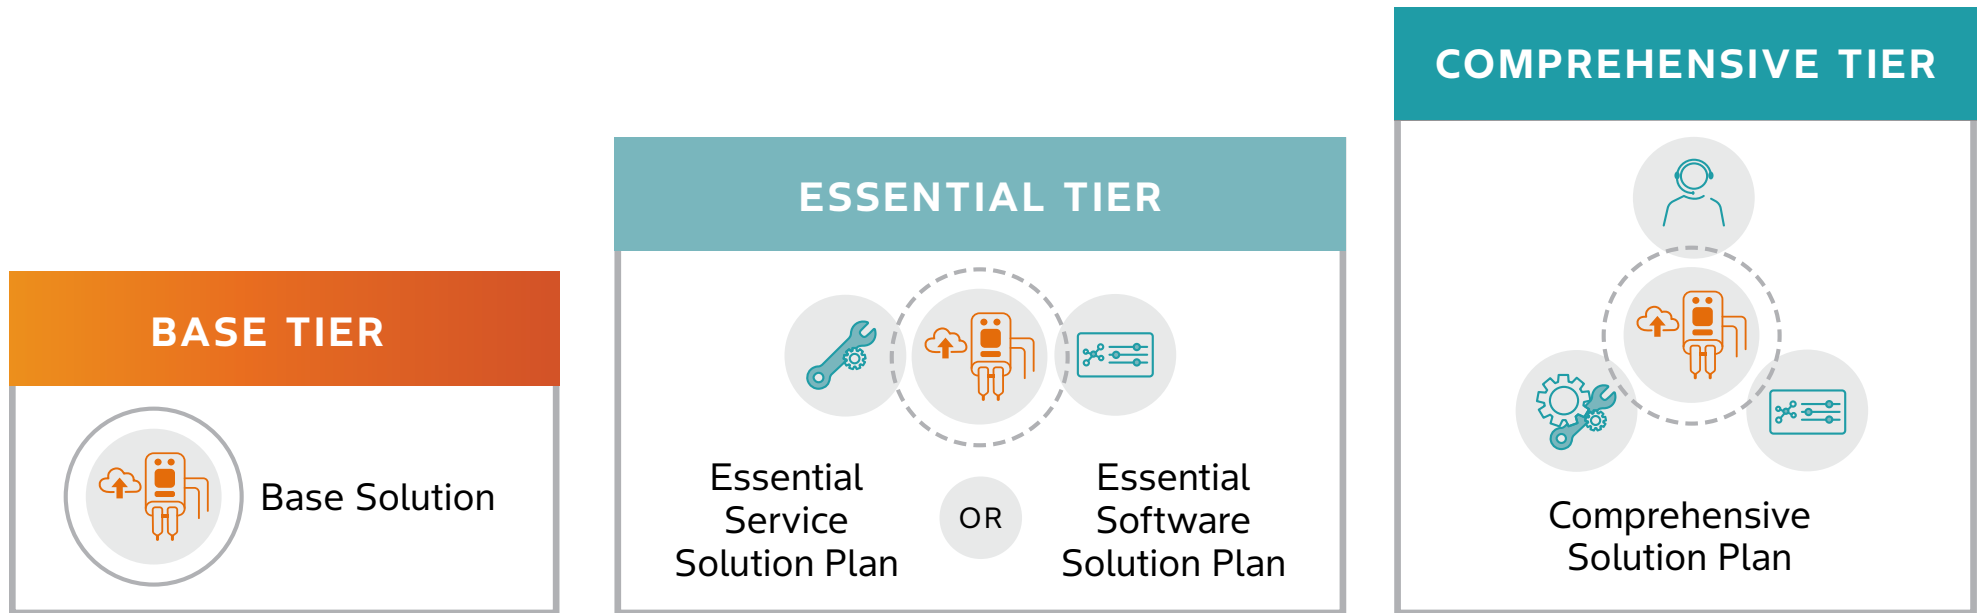 BASE TIER
Base Solution
ESSENTIAL TIER
Essential
Service
Solution Plan
OR
Essential
Software
Solution Plan
COMPREHENSIVE TIER
Comprehensive
Solution Plan